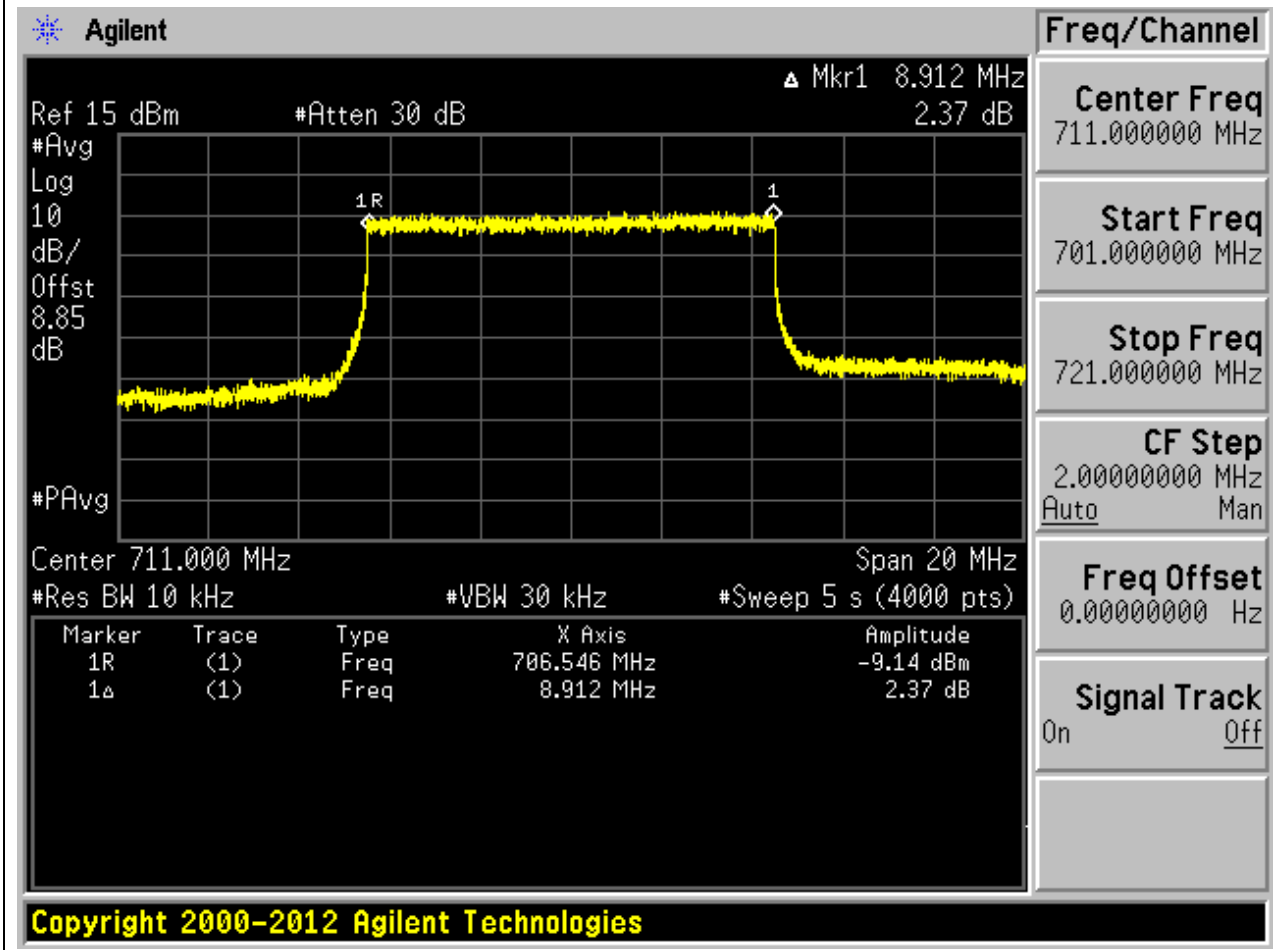 Agilent
Freq/Channel
Δ Mkr1 8.912 MHz
Ref 15 dBm #Atten 30 dB 2.37 dB
#Avg
Log
10
dB/
Offst
8.85
dB
1R
1
#PAvg
Center 711.000 MHz Span 20 MHz
#Res BW 10 kHz #VBW 30 kHz #Sweep 5 s (4000 pts)
Marker Trace Type X Axis Amplitude
1R (1) Freq 706.546 MHz -9.14 dBm
1Δ (1) Freq 8.912 MHz 2.37 dB
Center Freq
711.000000 MHz
Start Freq
701.000000 MHz
Stop Freq
721.000000 MHz
CF Step
2.00000000 MHz
Auto Man
Freq Offset
0.00000000 Hz
Signal Track
On Off
Copyright 2000-2012 Agilent Technologies